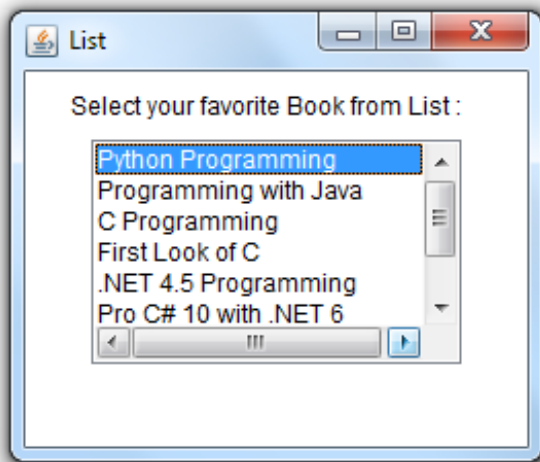 List
Select your favorite Book from List :
Python Programming
Programming with Java
C Programming
First Look of C
.NET 4.5 Programming
Pro C# 10 with .NET 6